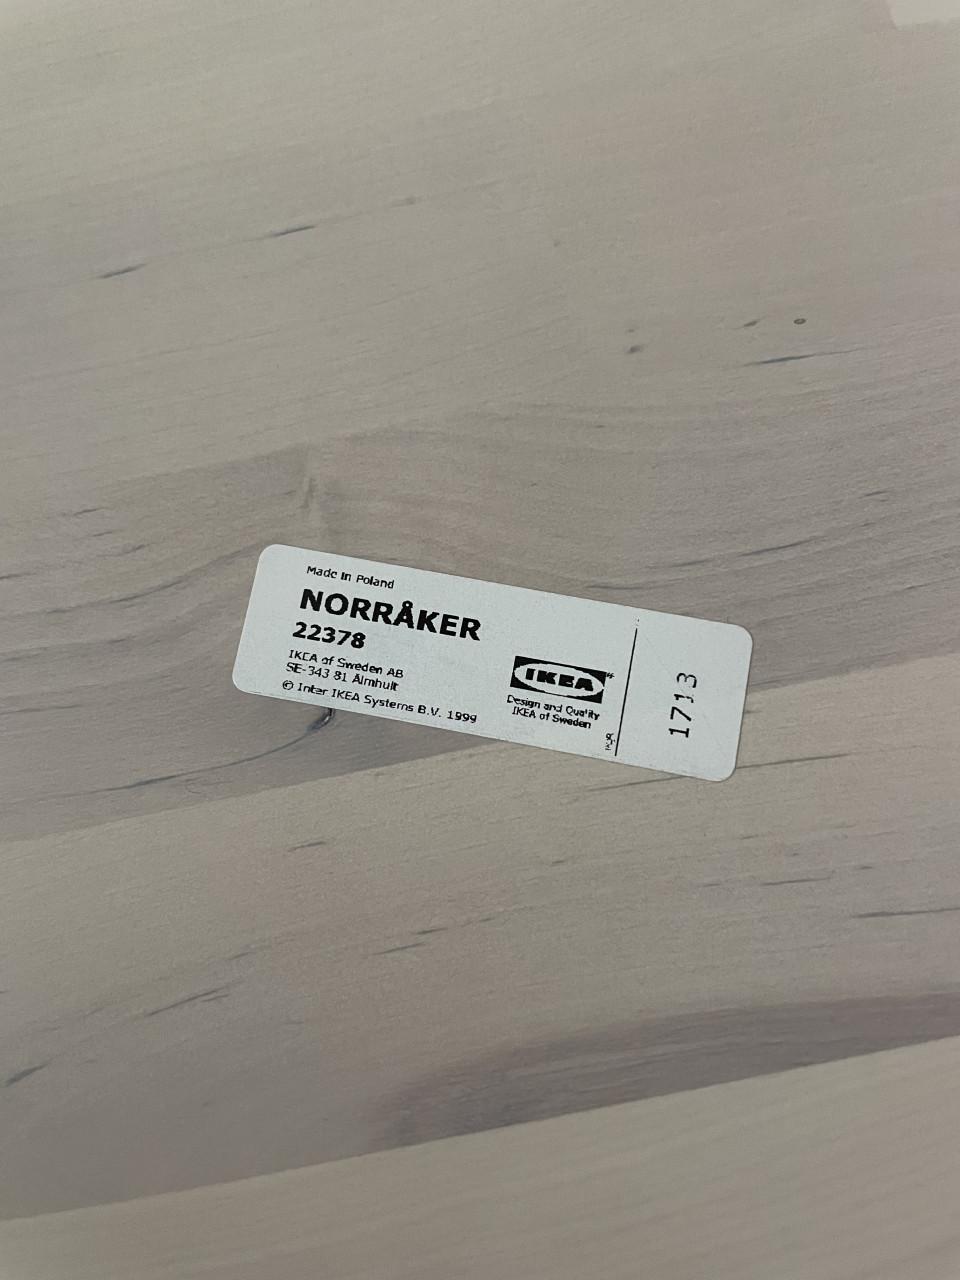 Made in Poland
NORRÅKER
22378
IKEA of Sweden AB
SE-343 81 Älmhult
© Inter IKEA Systems B.V. 1999
IKEA
Design and Quality
IKEA of Sweden
1713